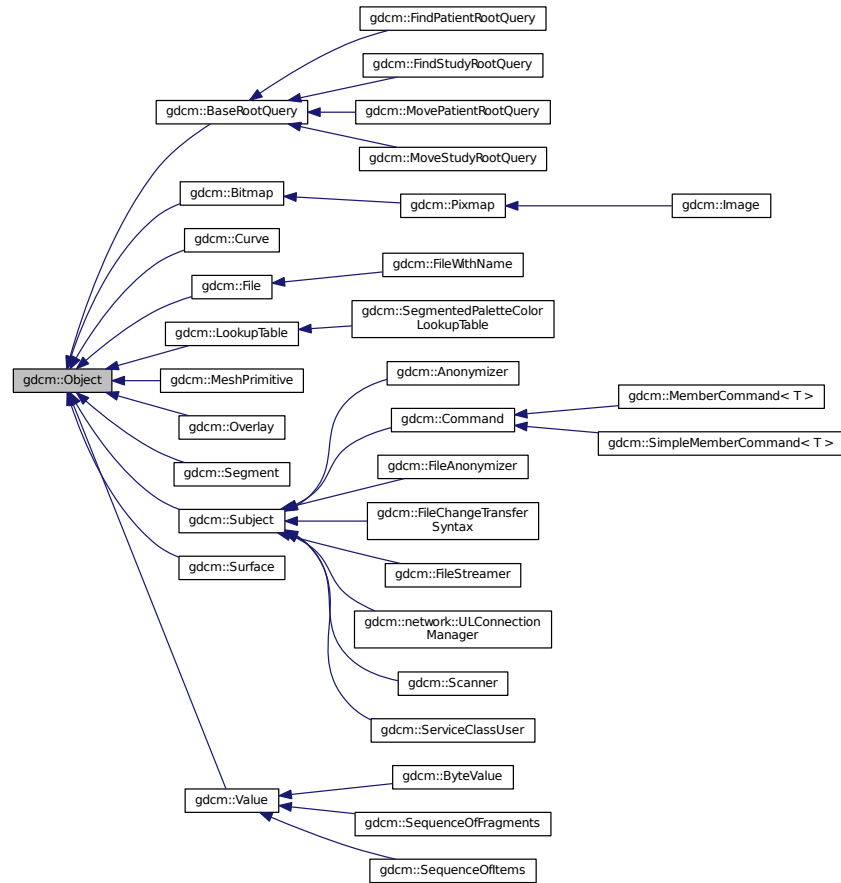 gdcm::FindPatientRootQuery
gdcm::FindStudyRootQuery
gdcm::BaseRootQuery
gdcm::MovePatientRootQuery
gdcm::MoveStudyRootQuery
gdcm::Bitmap
gdcm::Pixmap
gdcm::Image
gdcm::Curve
gdcm::FileWithName
gdcm::File
gdcm::SegmentedPaletteColor
LookupTable
gdcm::LookupTable
gdcm::Object
gdcm::MeshPrimitive
gdcm::Anonymizer
gdcm::MemberCommand< T >
gdcm::Overlay
gdcm::Command
gdcm::SimpleMemberCommand< T >
gdcm::Segment
gdcm::FileAnonymizer
gdcm::Subject
gdcm::FileChangeTransfer
Syntax
gdcm::Surface
gdcm::FileStreamer
gdcm::network::ULConnection
Manager
gdcm::Scanner
gdcm::ServiceClassUser
gdcm::ByteValue
gdcm::Value
gdcm::SequenceOfFragments
gdcm::SequenceOfItems